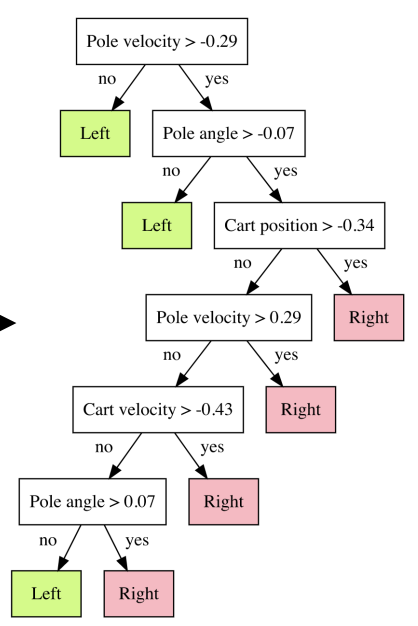 Pole velocity > -0.29
no
yes
Left
Pole angle > -0.07
no
yes
Left
Cart position > -0.34
no
yes
Pole velocity > 0.29
Right
no
yes
Cart velocity > -0.43
Right
no
yes
Pole angle > 0.07
Right
no
yes
Left
Right